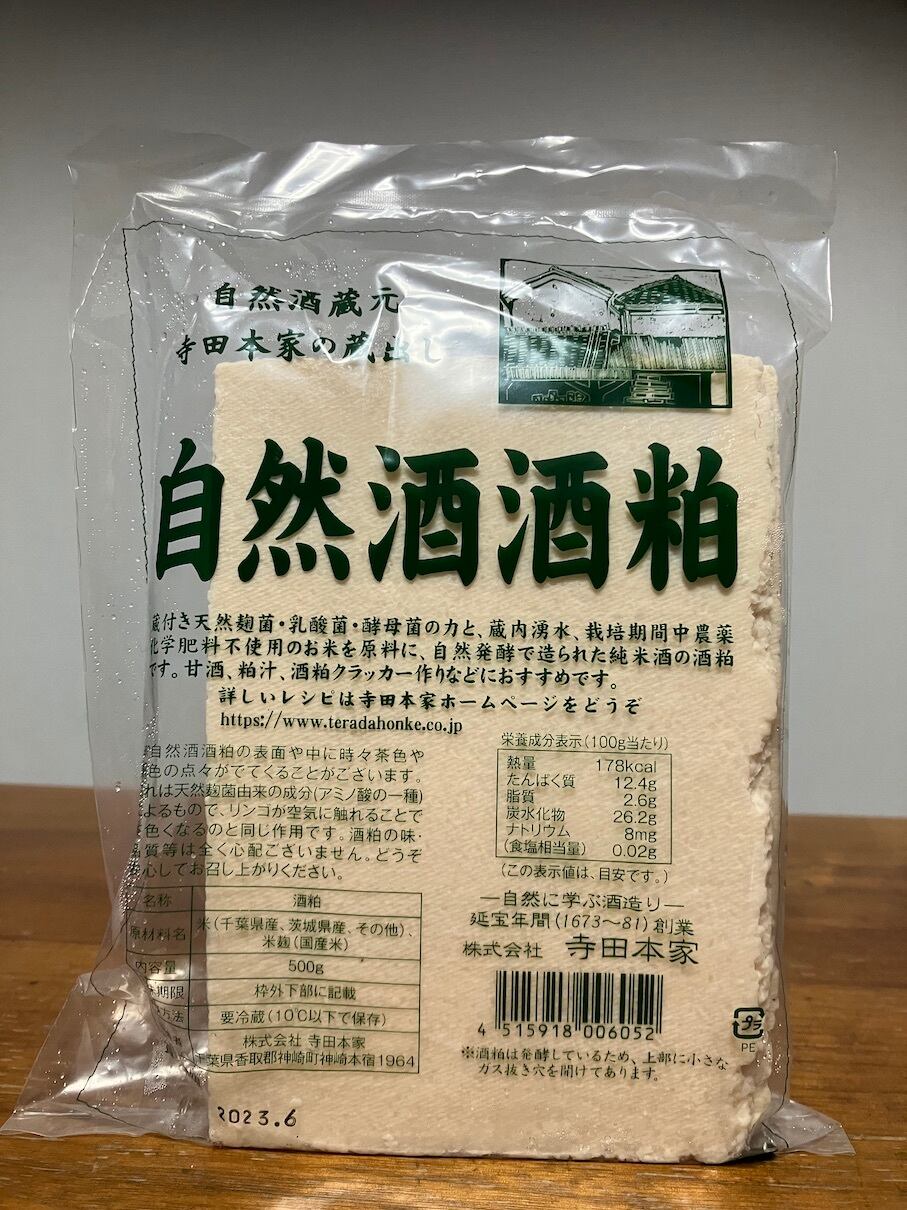 自然酒蔵元
寺田本家の蔵出し
自然酒酒粕
蔵付き天然麹菌・乳酸菌・酵母菌の力と、蔵内湧水、栽培期間中農薬
化学肥料不使用のお米を原料に、自然発酵で造られた純米酒の酒粕
です。甘酒、粕汁、酒粕クラッカー作りなどにおすすめです。
詳しいレシピは寺田本家ホームページをどうぞ
https://www.teradahonke.co.jp
自然酒酒粕の表面や中に時々茶色や
色の点々がでてくることがございます。
れは天然麹菌由来の成分(アミノ酸の一種)
よるもので、リンゴが空気に触れることで
色くなるのと同じ作用です。酒粕の味・
質等は全く心配ございません。どうぞ
心してお召し上がりください。
名称 酒粕
原材料名 米(千葉県産、茨城県産、その他)、
米麹(国産米)
内容量 500g
期限 枠外下部に記載
方法 要冷蔵(10℃以下で保存)
者 株式会社 寺田本家
千葉県香取郡神崎町神崎本宿1964
2023.6
栄養成分表示(100g当たり)
熱量 178kcal
たんぱく質 12.4g
脂質 2.6g
炭水化物 26.2g
ナトリウム 8mg
(食塩相当量) 0.02g
(この表示値は、目安です。)
―自然に学ぶ酒造り―
延宝年間(1673〜81)創業
株式会社 寺田本家
4 515918 006052
プラ
PE
※酒粕は発酵しているため、上部に小さな
ガス抜き穴を開けてあります。